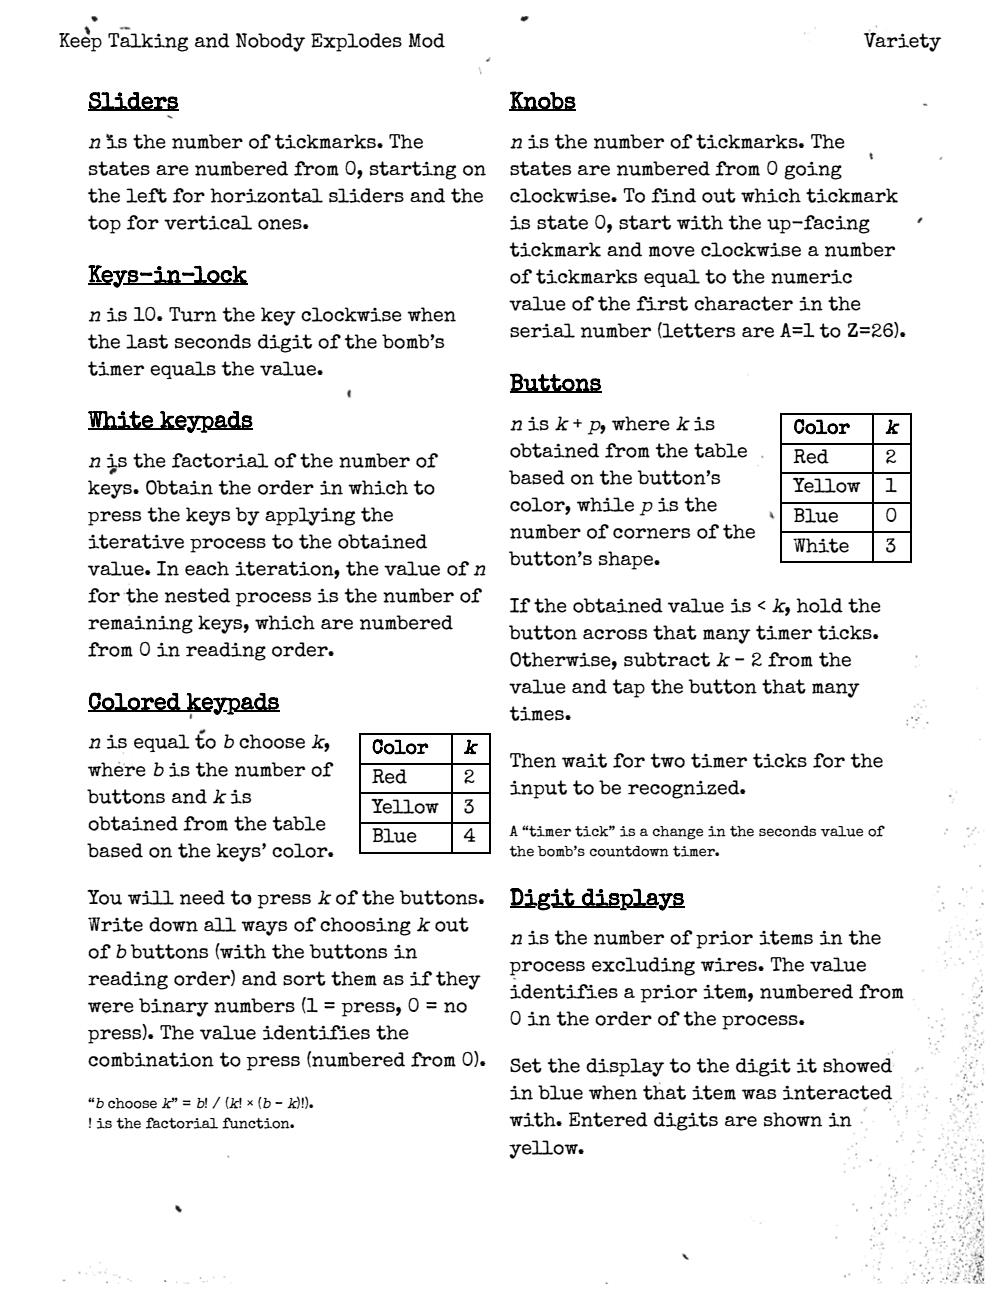 Keep Talking and Nobody Explodes Mod
Variety
Sliders
n is the number of tickmarks. The
states are numbered from 0, starting on
the left for horizontal sliders and the
top for vertical ones.
Keys-in-lock
n is 10. Turn the key clockwise when
the last seconds digit of the bomb's
timer equals the value.
White keypads
n is the factorial of the number of
keys. Obtain the order in which to
press the keys by applying the
iterative process to the obtained
value. In each iteration, the value of n
for the nested process is the number of
remaining keys, which are numbered
from 0 in reading order.
Colored keypads
n is equal to b choose k,
where b is the number of
buttons and k is
obtained from the table
based on the keys' color.
Color k
Red 2
Yellow 3
Blue 4
You will need to press k of the buttons.
Write down all ways of choosing k out
of b buttons (with the buttons in
reading order) and sort them as if they
were binary numbers (1 = press, 0 = no
press). The value identifies the
combination to press (numbered from 0).
“b choose k” = b! / (k! × (b – k)!).
! is the factorial function.
Knobs
n is the number of tickmarks. The
states are numbered from 0 going
clockwise. To find out which tickmark
is state 0, start with the up-facing
tickmark and move clockwise a number
of tickmarks equal to the numeric
value of the first character in the
serial number (letters are A=1 to Z=26).
Buttons
n is k + p, where k is
obtained from the table
based on the button's
color, while p is the
number of corners of the
button's shape.
Color k
Red 2
Yellow 1
Blue 0
White 3
If the obtained value is < k, hold the
button across that many timer ticks.
Otherwise, subtract k – 2 from the
value and tap the button that many
times.
Then wait for two timer ticks for the
input to be recognized.
A “timer tick” is a change in the seconds value of
the bomb's countdown timer.
Digit displays
n is the number of prior items in the
process excluding wires. The value
identifies a prior item, numbered from
0 in the order of the process.
Set the display to the digit it showed
in blue when that item was interacted
with. Entered digits are shown in
yellow.